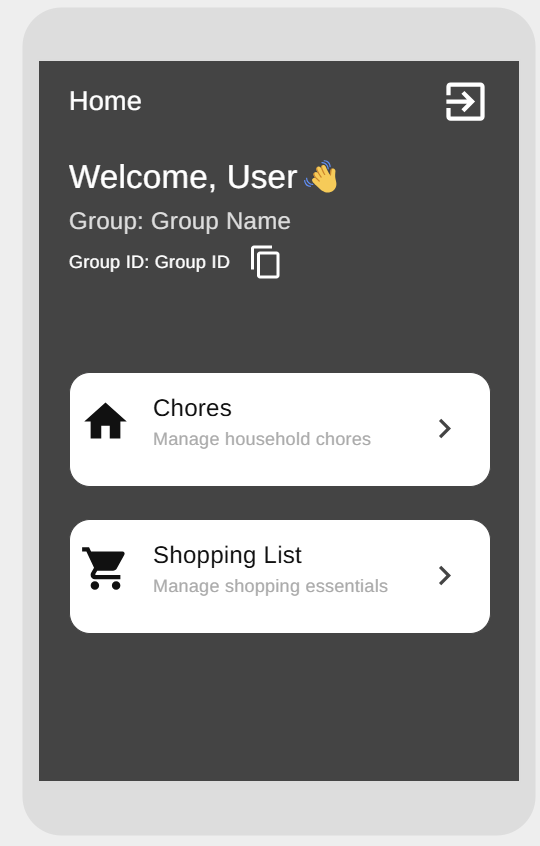 Home
Welcome, User 👋
Group: Group Name
Group ID: Group ID
Chores
Manage household chores
Shopping List
Manage shopping essentials